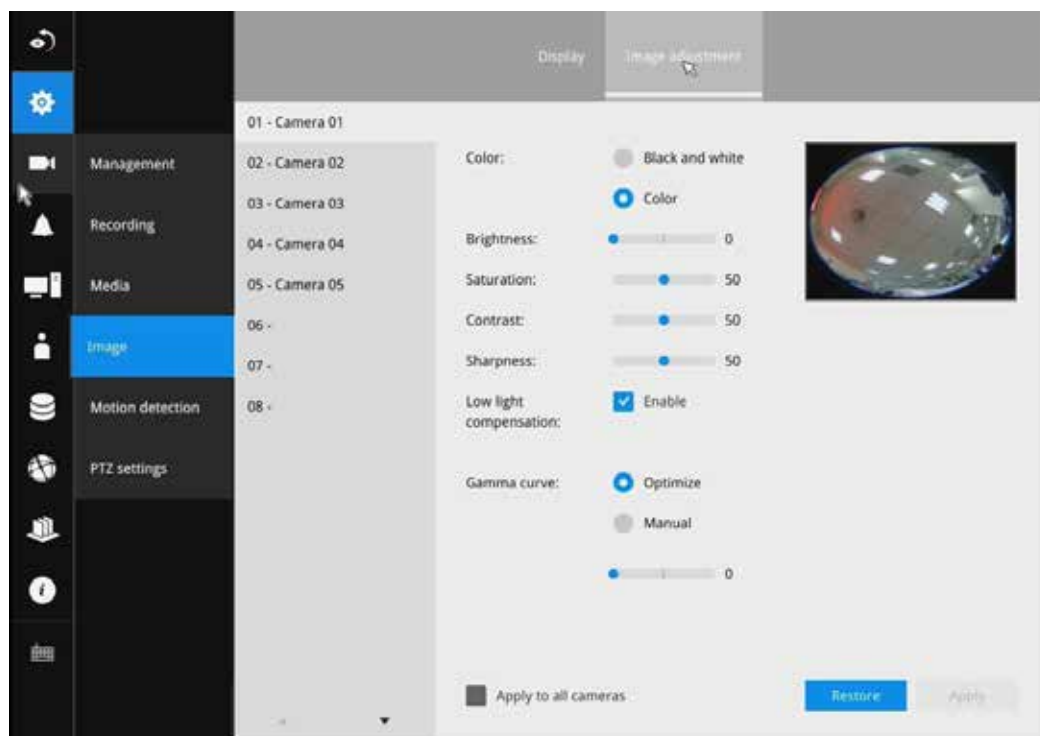 Display
Image adjustment
Management
Recording
Media
Image
Motion detection
PTZ settings
01 - Camera 01
02 - Camera 02
03 - Camera 03
04 - Camera 04
05 - Camera 05
06 -
07 -
08 -
Color:
Black and white
Color
Brightness:
0
Saturation:
50
Contrast:
50
Sharpness:
50
Low light
compensation:
Enable
Gamma curve:
Optimize
Manual
0
Apply to all cameras
Restore
Apply